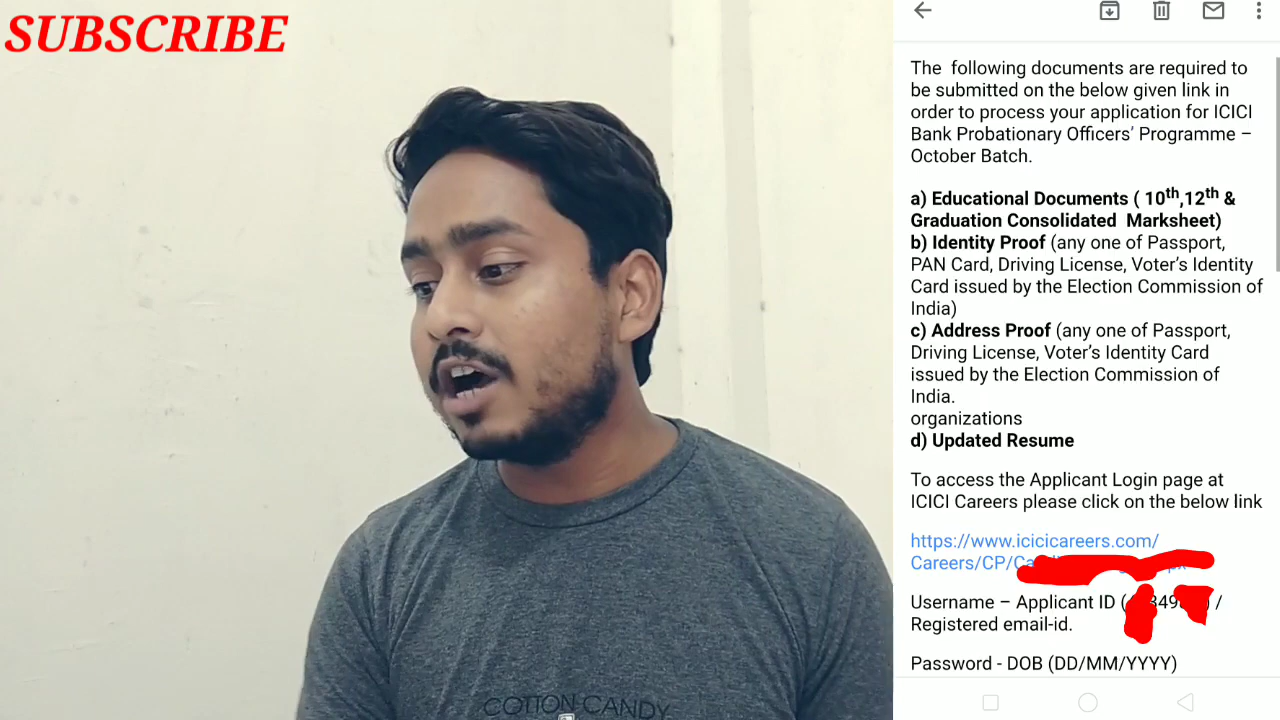 SUBSCRIBE
The following documents are required to
be submitted on the below given link in
order to process your application for ICICI
Bank Probationary Officers' Programme –
October Batch.
a) Educational Documents ( 10th,12th &
Graduation Consolidated Marksheet)
b) Identity Proof (any one of Passport,
PAN Card, Driving License, Voter's Identity
Card issued by the Election Commission of
India)
c) Address Proof (any one of Passport,
Driving License, Voter's Identity Card
issued by the Election Commission of
India.
organizations
d) Updated Resume
To access the Applicant Login page at
ICICI Careers please click on the below link
https://www.icicicareers.com/
Careers/CP/
Username – Applicant ID ( ) /
Registered email-id.
Password - DOB (DD/MM/YYYY)
COTTON CANDY